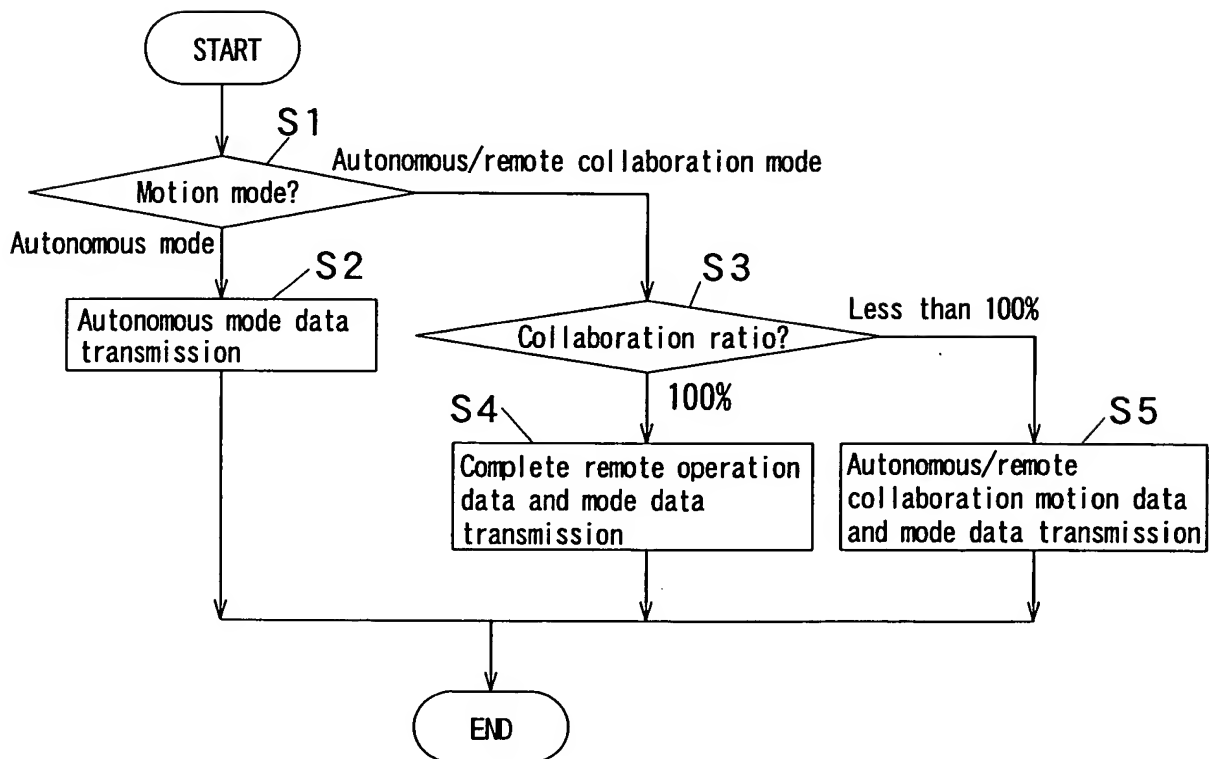 START
S1
Autonomous/remote collaboration mode
Motion mode?
Autonomous mode
S2
S3
Autonomous mode data
transmission
Less than 100%
Collaboration ratio?
100%
S4
S5
Complete remote operation
data and mode data
transmission
Autonomous/remote
collaboration motion data
and mode data transmission
END